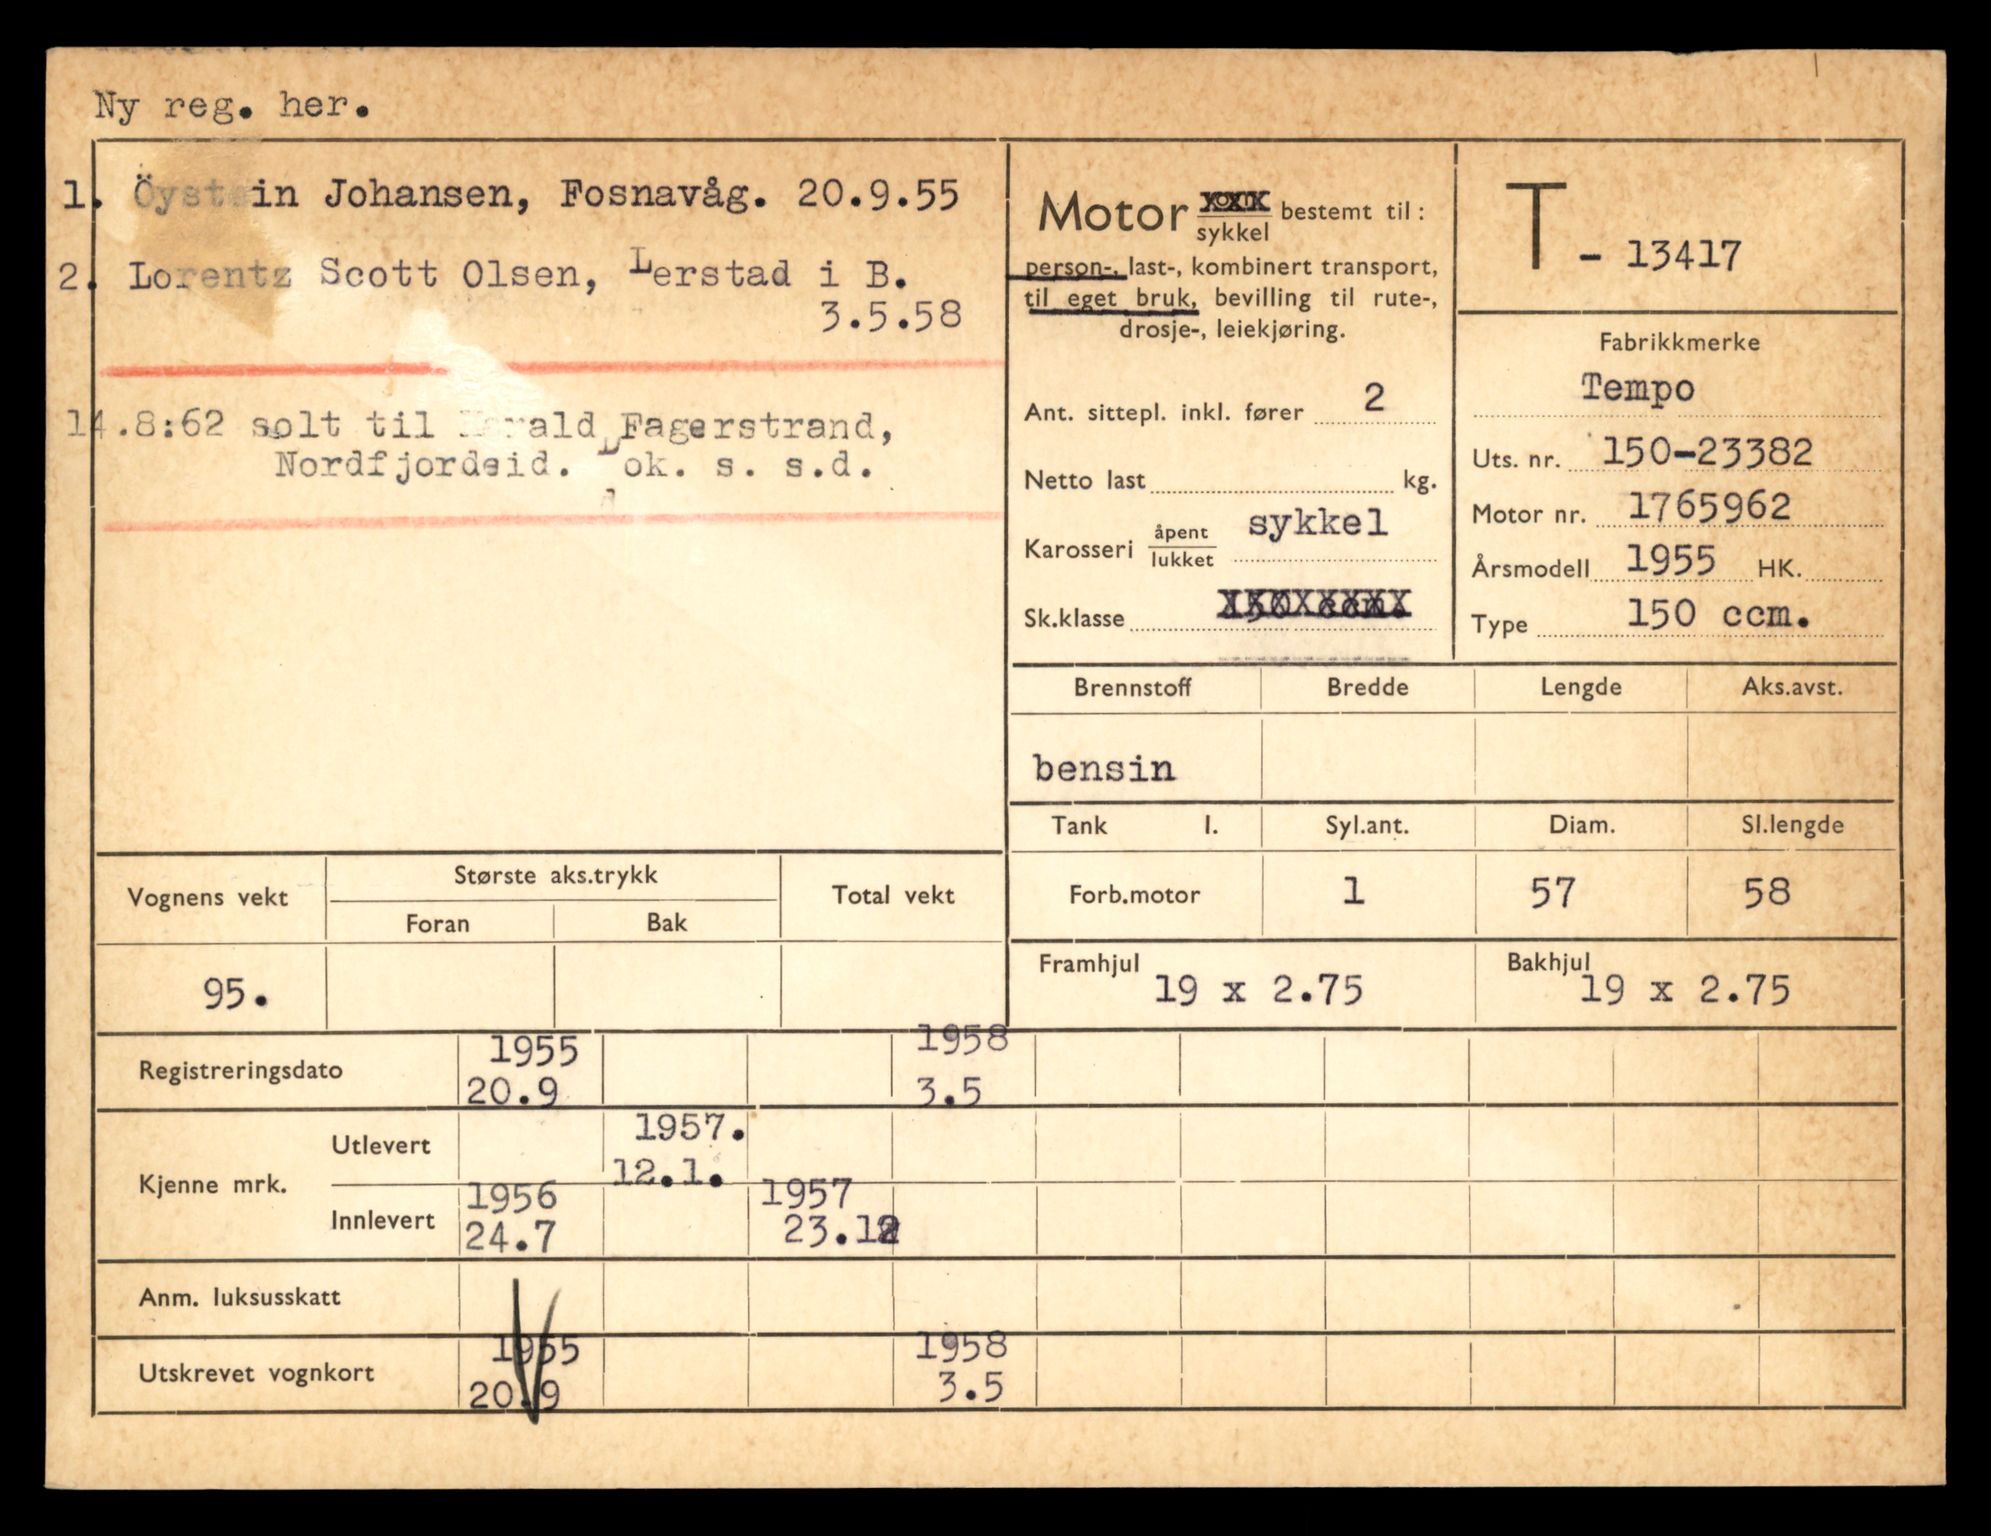 Ny reg. her.
1. Öystein Johansen, Fosnavåg. 20.9.55
2. Lorentz Scott Olsen, Lerstad i B.
3.5.58
14.8:62 solt til Harald Fagerstrand,
Nordfjordeid. Lok. s. s.d.
Motor vogn/sykkel bestemt til:
person-, last-, kombinert transport,
til eget bruk, bevilling til rute-,
drosje-, leiekjøring.
Ant. sittepl. inkl. fører 2
Netto last kg.
Karosseri åpent/lukket sykkel
Sk.klasse 150 ccm.
T - 13417
Fabrikkmerke
Tempo
Uts. nr. 150-23382
Motor nr. 1765962
Årsmodell 1955 HK.
Type 150 ccm.
Brennstoff Bredde Lengde Aks.avst.
bensin
Tank l. Syl.ant. Diam. Sl.lengde
Forb.motor 1 57 58
Framhjul 19 x 2.75 Bakhjul 19 x 2.75
Vognens vekt Største aks.trykk Total vekt
Foran Bak
95.
Registreringsdato 1955 1958
20.9 3.5
Kjenne mrk. Utlevert 1957.
12.1.
Innlevert 1956 1957
24.7 23.12
Anm. luksusskatt
Utskrevet vognkort 1955 1958
20.9 3.5